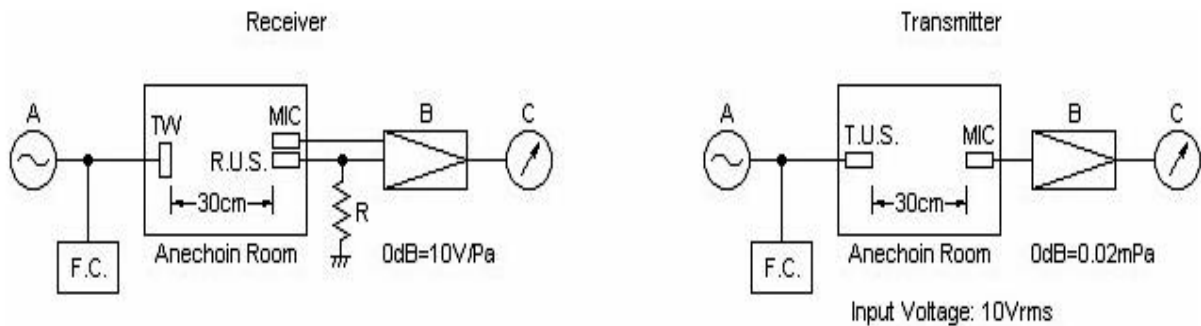 Receiver
A
TW
MIC
R.U.S.
30cm
R
B
C
F.C.
Anechoin Room
0dB=10V/Pa
Transmitter
A
T.U.S.
MIC
30cm
B
C
F.C.
Anechoin Room
0dB=0.02mPa
Input Voltage: 10Vrms